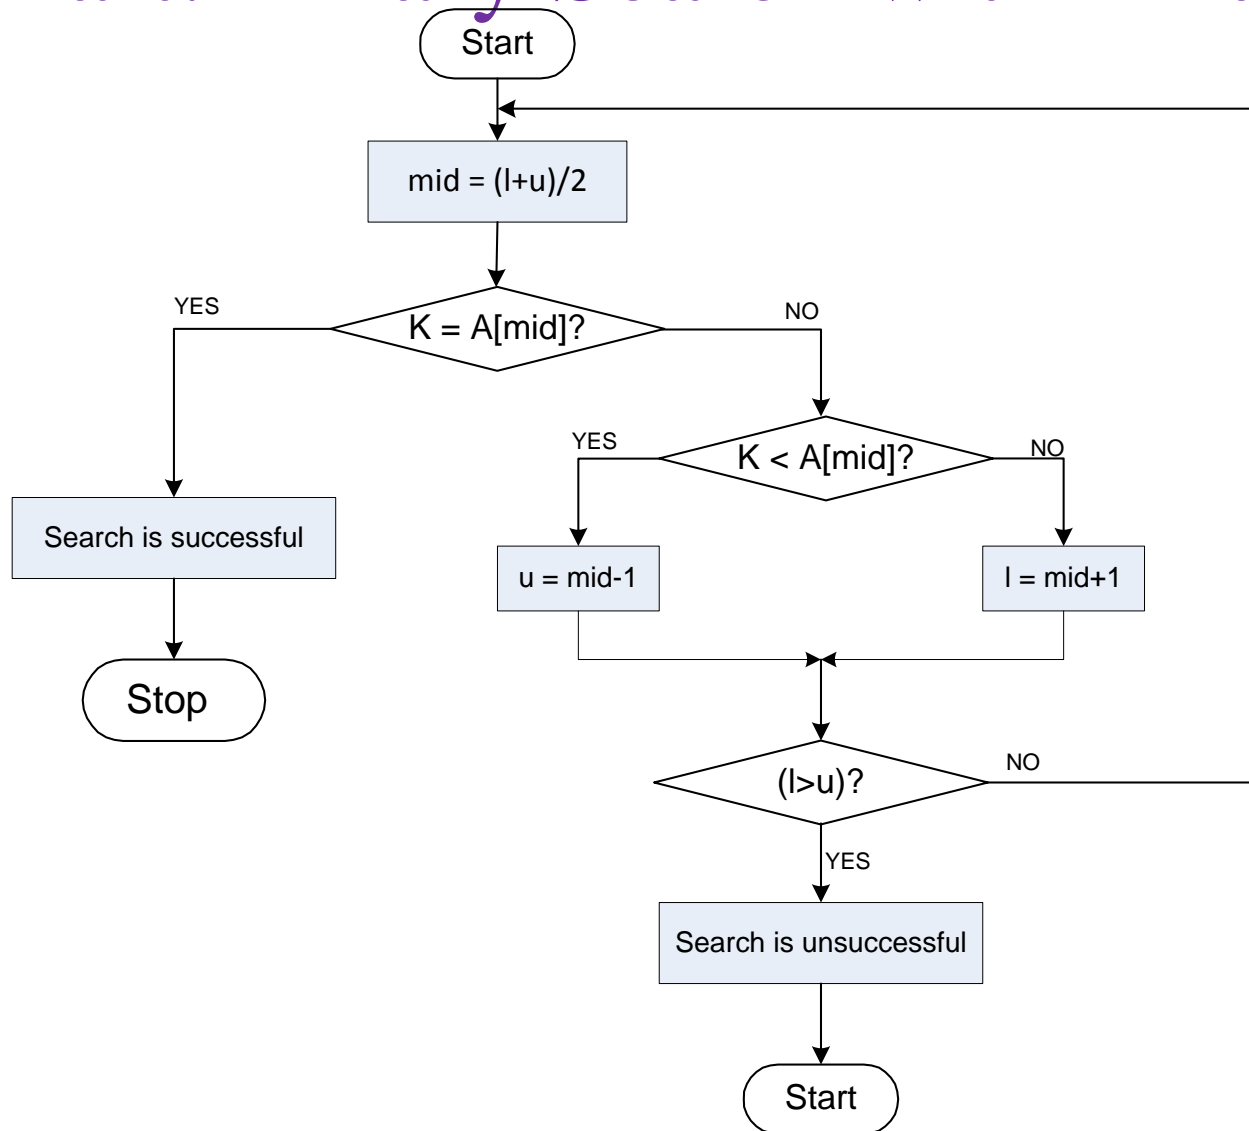 Start
mid = (l+u)/2
YES
K = A[mid]?
NO
YES
K < A[mid]?
NO
Search is successful
u = mid-1
l = mid+1
Stop
(l>u)?
NO
YES
Search is unsuccessful
Start